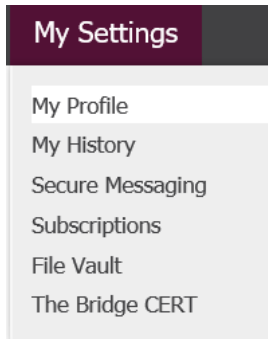 My Settings
My Profile
My History
Secure Messaging
Subscriptions
File Vault
The Bridge CERT